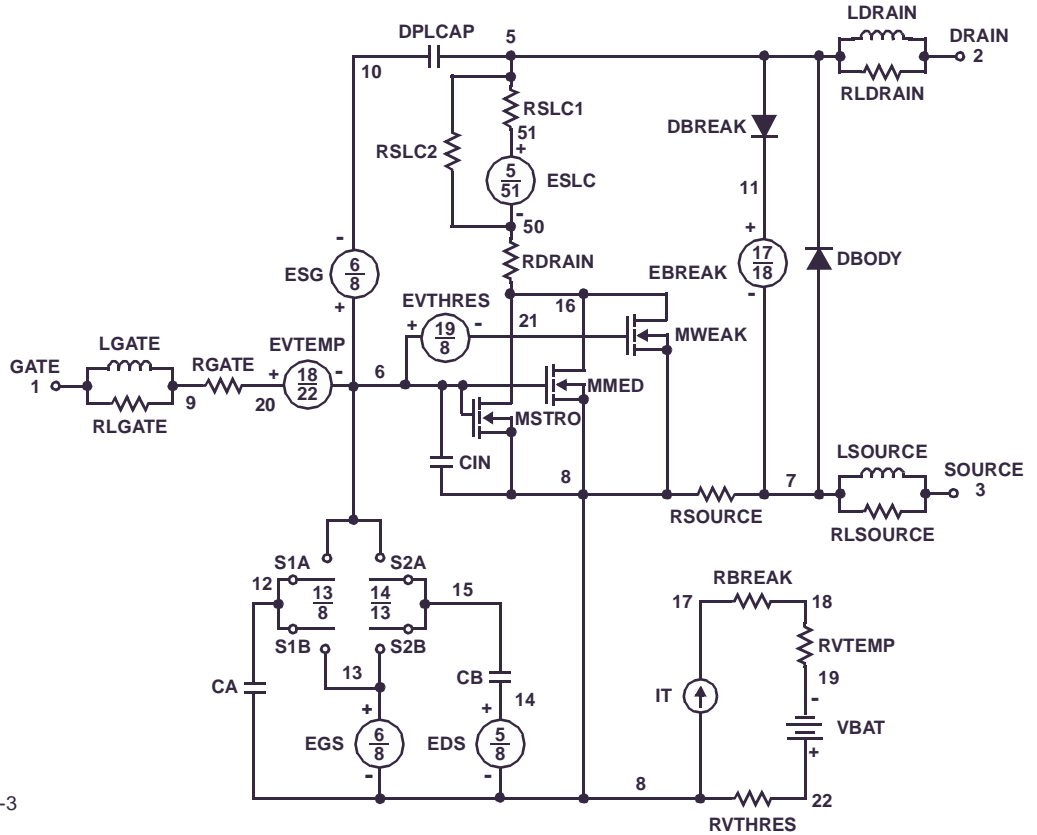 LDRAIN
DPLCAP
5
DRAIN
2
10
RLDRAIN
RSLC1
DBREAK
51
+
RSLC2
5
51
ESLC
-
50
11
+
-
RDRAIN
17
18
EBREAK
DBODY
ESG
6
8
+
-
EVTHRES
16
21
+
19
8
-
MWEAK
LGATE
EVTEMP
GATE
1
RGATE
+
18
22
-
6
MMED
9
20
RLGATE
MSTRO
LSOURCE
CIN
8
7
SOURCE
3
RSOURCE
RLSOURCE
S1A
S2A
12
13
8
14
13
15
RBREAK
17
18
S1B
S2B
RVTEMP
13
CB
19
CA
14
IT
-
+
+
VBAT
EGS
6
8
EDS
5
8
+
-
-
8
22
-3
RVTHRES